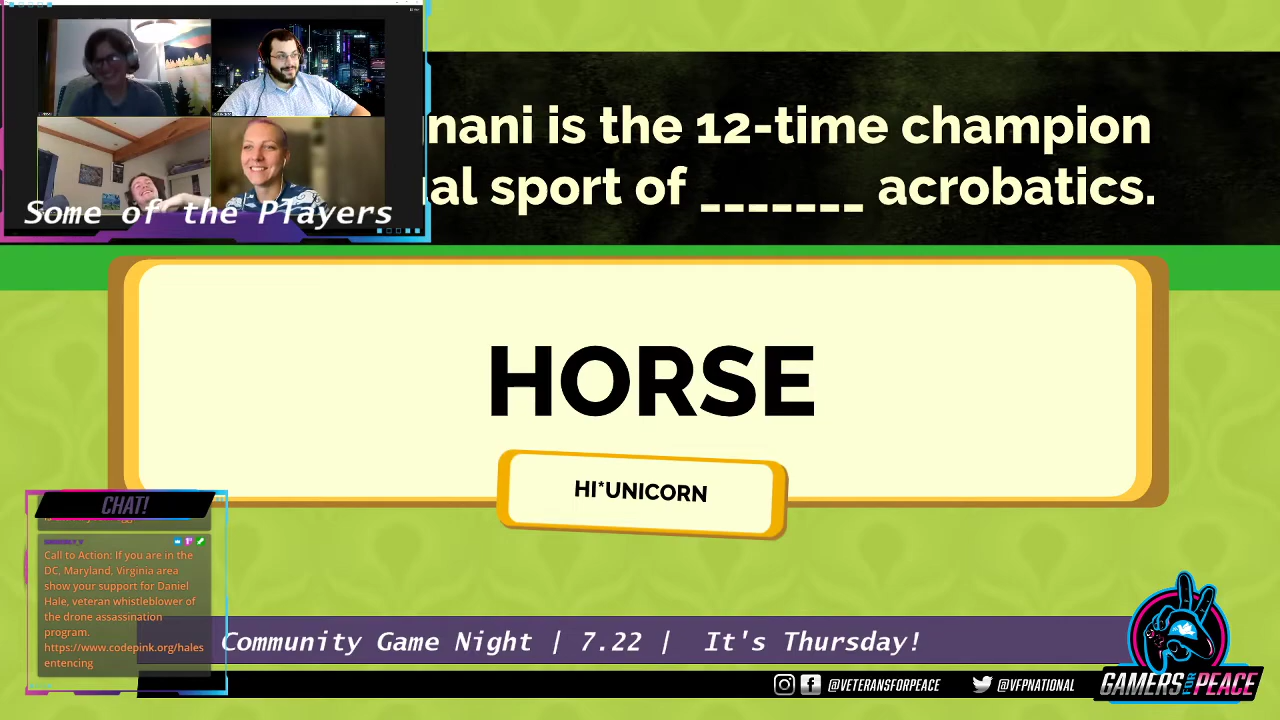 nani is the 12-time champion
al sport of _______ acrobatics.
Some of the Players
HORSE
HI*UNICORN
CHAT!
Call to Action: If you are in the
DC, Maryland, Virginia area
show your support for Daniel
Hale, veteran whistleblower of
the drone assassination
program.
https://www.codepink.org/hales
entencing
Community Game Night | 7.22 | It's Thursday!
@VETERANSFORPEACE
@VFPNATIONAL
GAMERS FOR PEACE